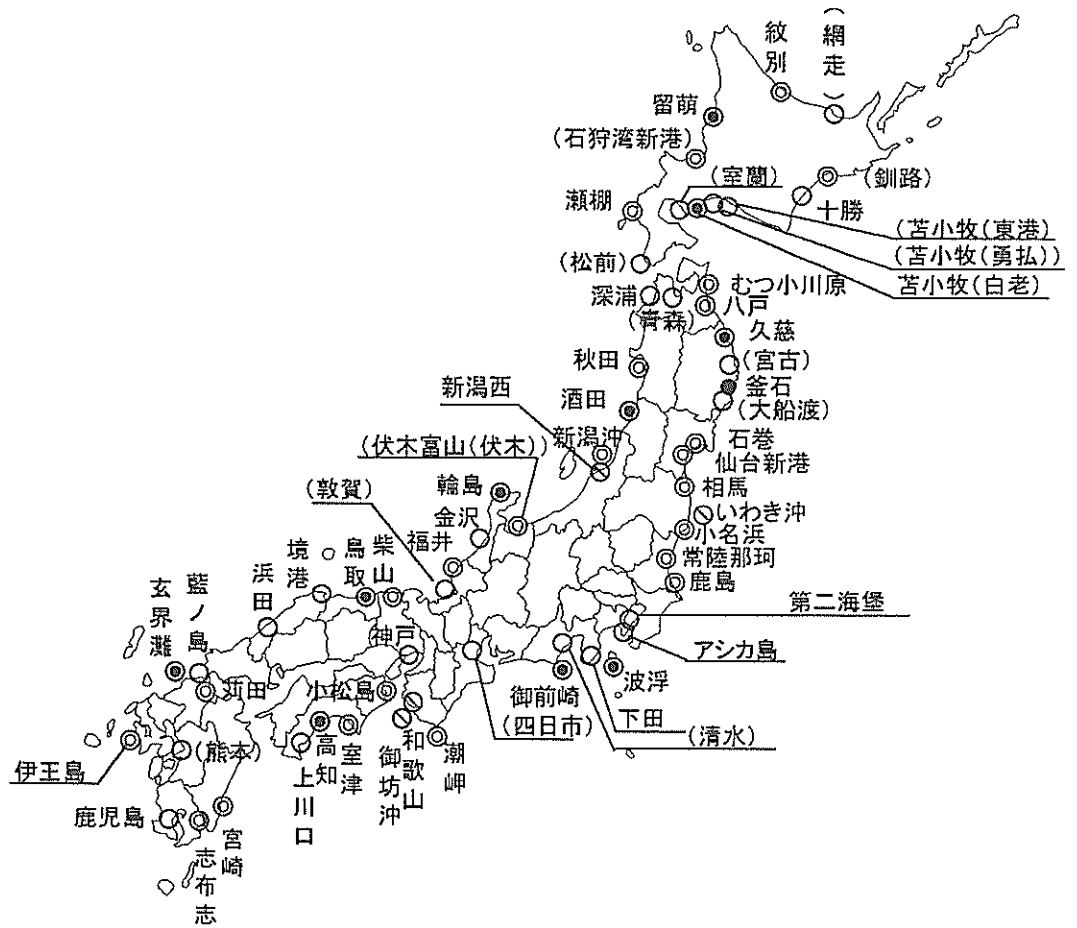 （網走）
紋別
留萌
（石狩湾新港）
（室蘭）
（釧路）
瀬棚
十勝
（苫小牧（東港）
（苫小牧（勇払））
（松前）
苫小牧（白老）
むつ小川原
深浦
八戸
（青森）
久慈
秋田
（宮古）
新潟西
釜石
酒田
（大船渡）
新潟沖
石巻
（伏木富山（伏木））
仙台新港
輪島
相馬
（敦賀）
金沢
いわき沖
小名浜
福井
常陸那珂
柴山
鳥取
境港
鹿島
浜田
藍ノ島
玄界灘
第二海堡
神戸
アシカ島
苅田
小松島
御前崎
波浮
（四日市）
下田
（清水）
伊王島
（熊本）
高知
室津
御坊沖
和歌山
潮岬
上川口
鹿児島
宮崎
志布志